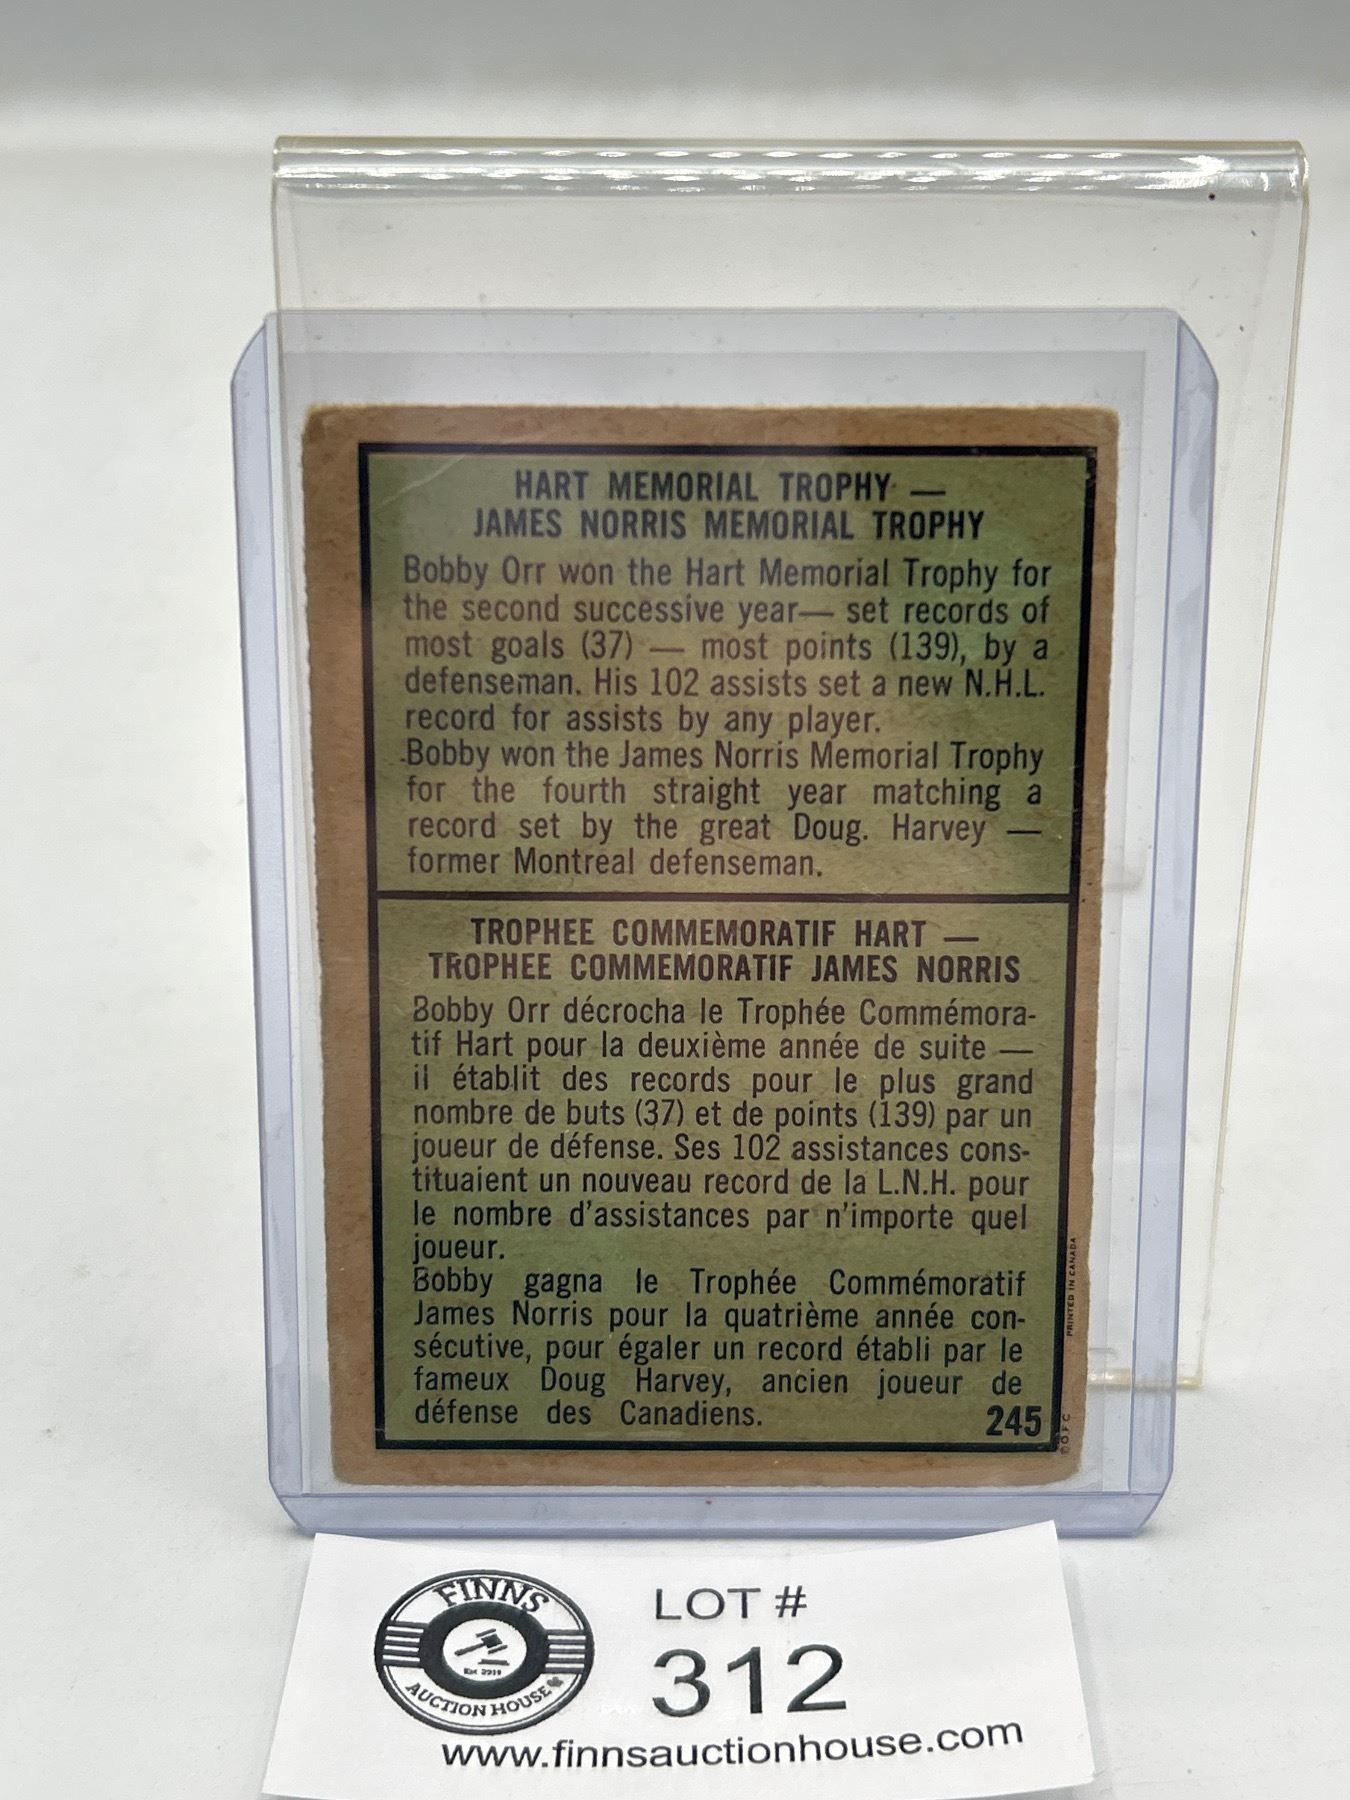 HART MEMORIAL TROPHY —
JAMES NORRIS MEMORIAL TROPHY
Bobby Orr won the Hart Memorial Trophy for
the second successive year— set records of
most goals (37) — most points (139), by a
defenseman. His 102 assists set a new N.H.L.
record for assists by any player.
Bobby won the James Norris Memorial Trophy
for the fourth straight year matching a
record set by the great Doug. Harvey —
former Montreal defenseman.
TROPHEE COMMEMORATIF HART —
TROPHEE COMMEMORATIF JAMES NORRIS
Bobby Orr décrocha le Trophée Commémora-
tif Hart pour la deuxième année de suite —
il établit des records pour le plus grand
nombre de buts (37) et de points (139) par un
joueur de défense. Ses 102 assistances cons-
tituaient un nouveau record de la L.N.H. pour
le nombre d'assistances par n'importe quel
joueur.
Bobby gagna le Trophée Commémoratif
James Norris pour la quatrième année con-
sécutive, pour égaler un record établi par le
fameux Doug Harvey, ancien joueur de
défense des Canadiens.
245
PRINTED IN CANADA
© O P C
FINNS
AUCTION HOUSE
LOT #
312
www.finnsauctionhouse.com